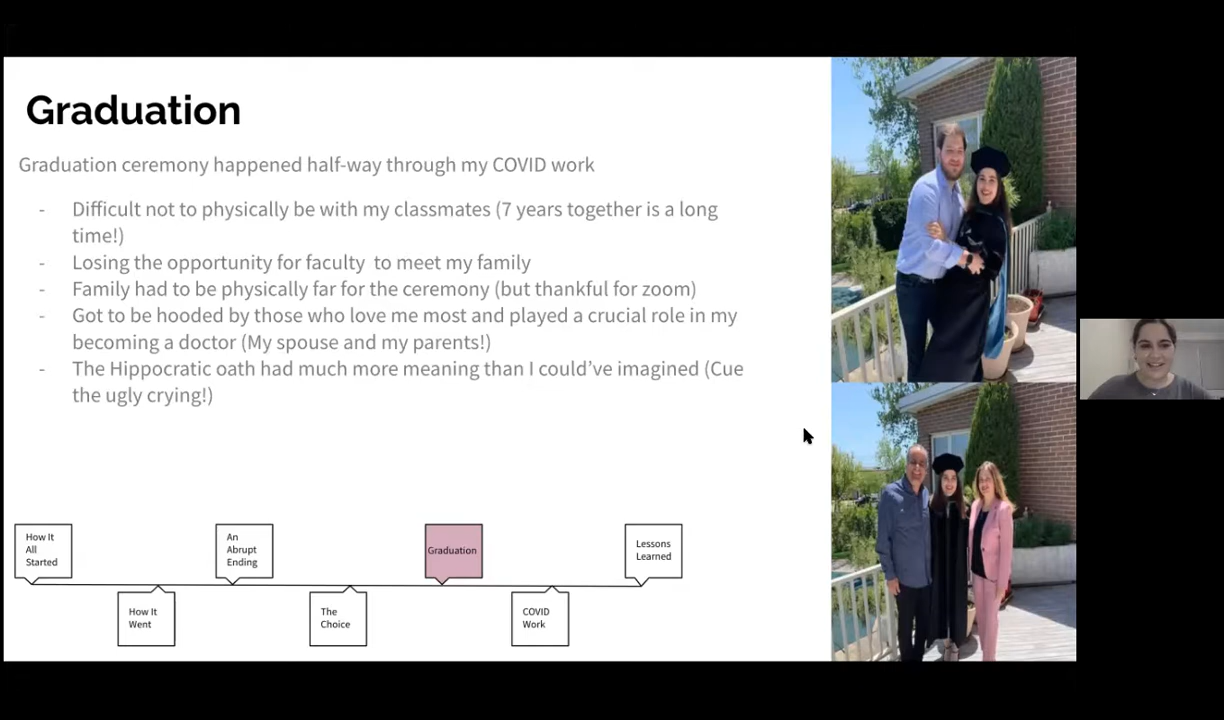 Graduation
Graduation ceremony happened half-way through my COVID work
- Difficult not to physically be with my classmates (7 years together is a long
time!)
- Losing the opportunity for faculty to meet my family
- Family had to be physically far for the ceremony (but thankful for zoom)
- Got to be hooded by those who love me most and played a crucial role in my
becoming a doctor (My spouse and my parents!)
- The Hippocratic oath had much more meaning than I could've imagined (Cue
the ugly crying!)
How It
All
Started
An
Abrupt
Ending
Graduation
Lessons
Learned
How It
Went
The
Choice
COVID
Work